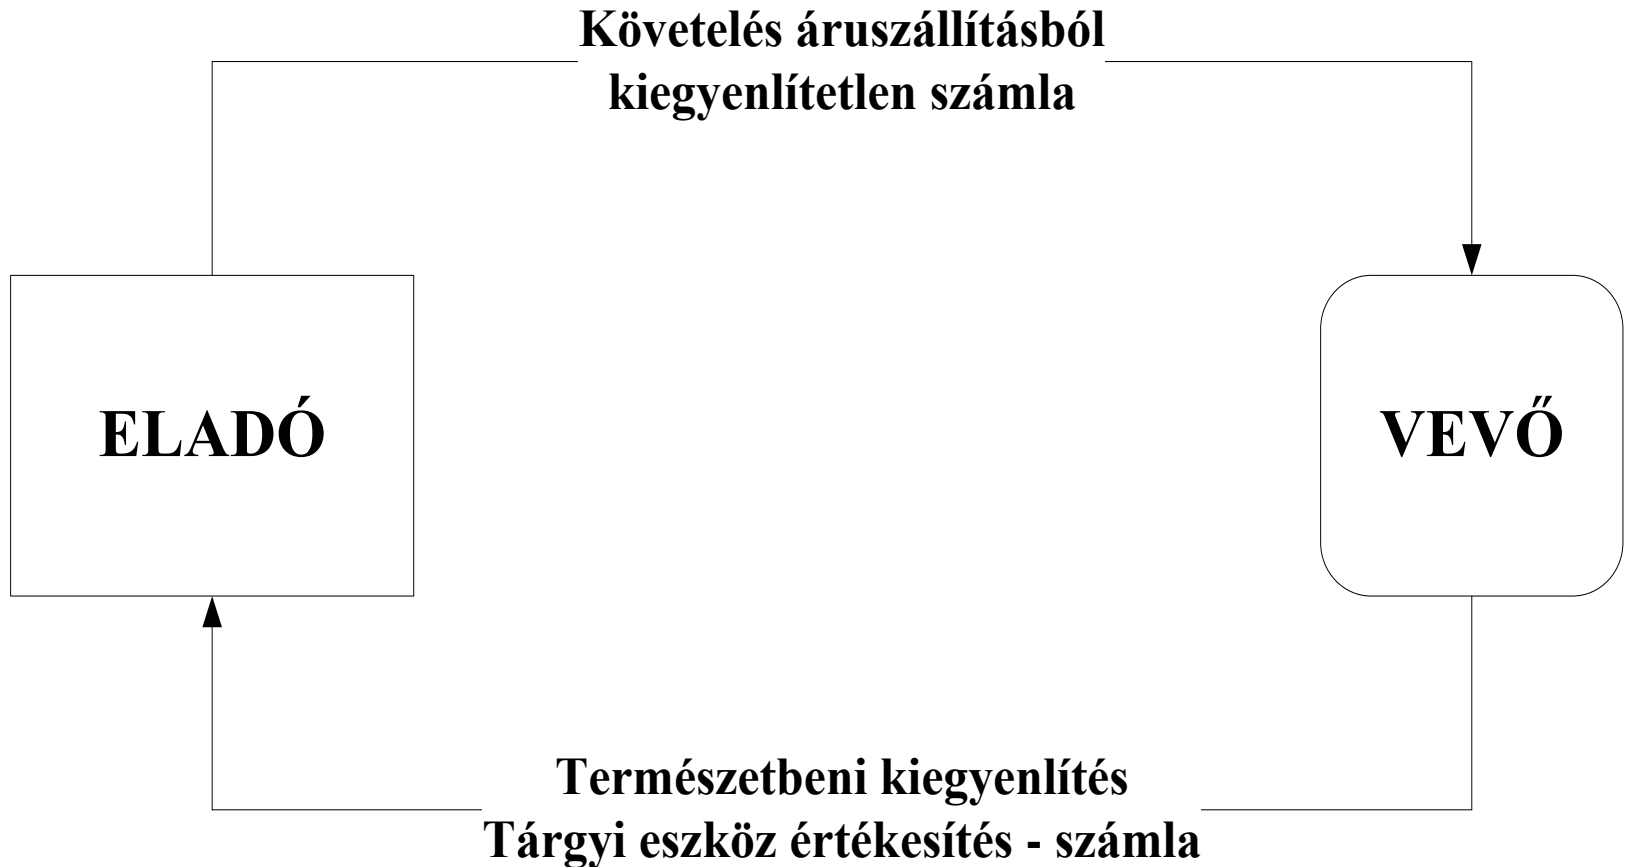 Követelés áruszállításból
kiegyenlítetlen számla
ELADÓ
VEVŐ
Természetbeni kiegyenlítés
Tárgyi eszköz értékesítés - számla